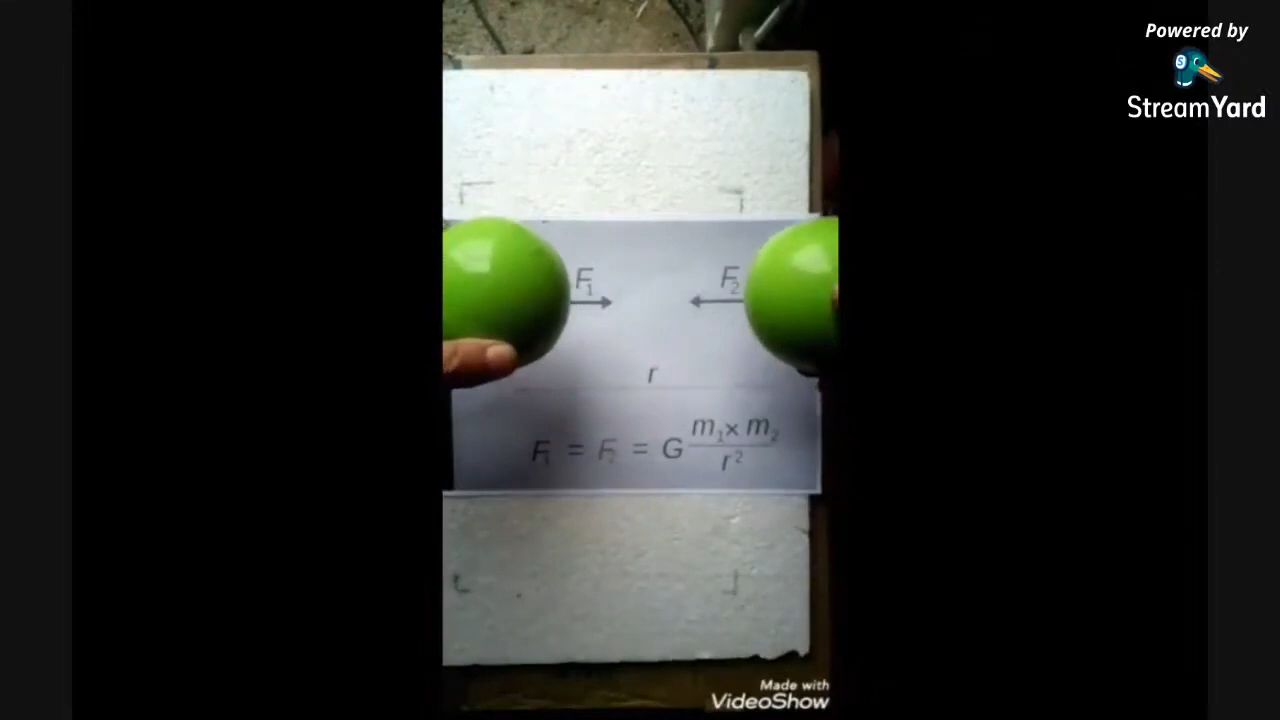 Powered by
StreamYard
F₁ F₂
r
F₁ = F₂ = G m₁ x m₂ / r²
Made with
VideoShow